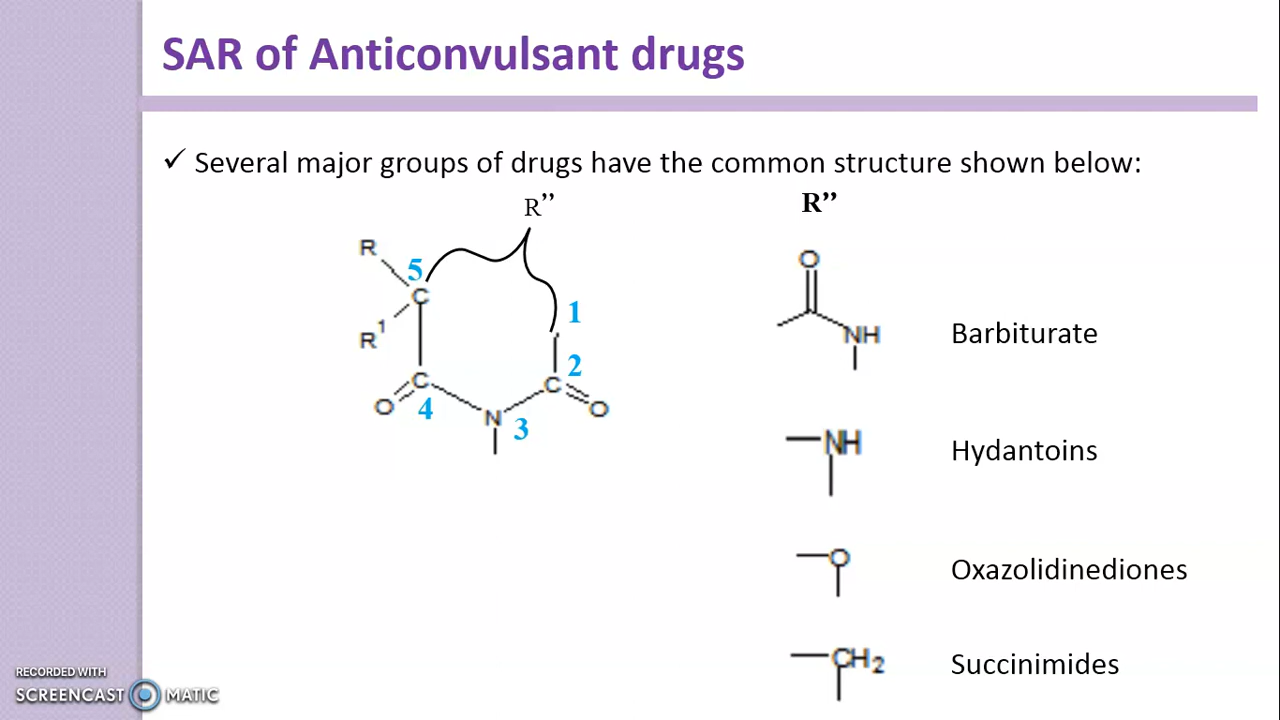 SAR of Anticonvulsant drugs
✓ Several major groups of drugs have the common structure shown below:
R” R”
R 5 O
C
1
R¹ NH Barbiturate
C 2 C
O 4 N 3 O
NH Hydantoins
O Oxazolidinediones
CH₂ Succinimides
RECORDED WITH
SCREENCAST MATIC